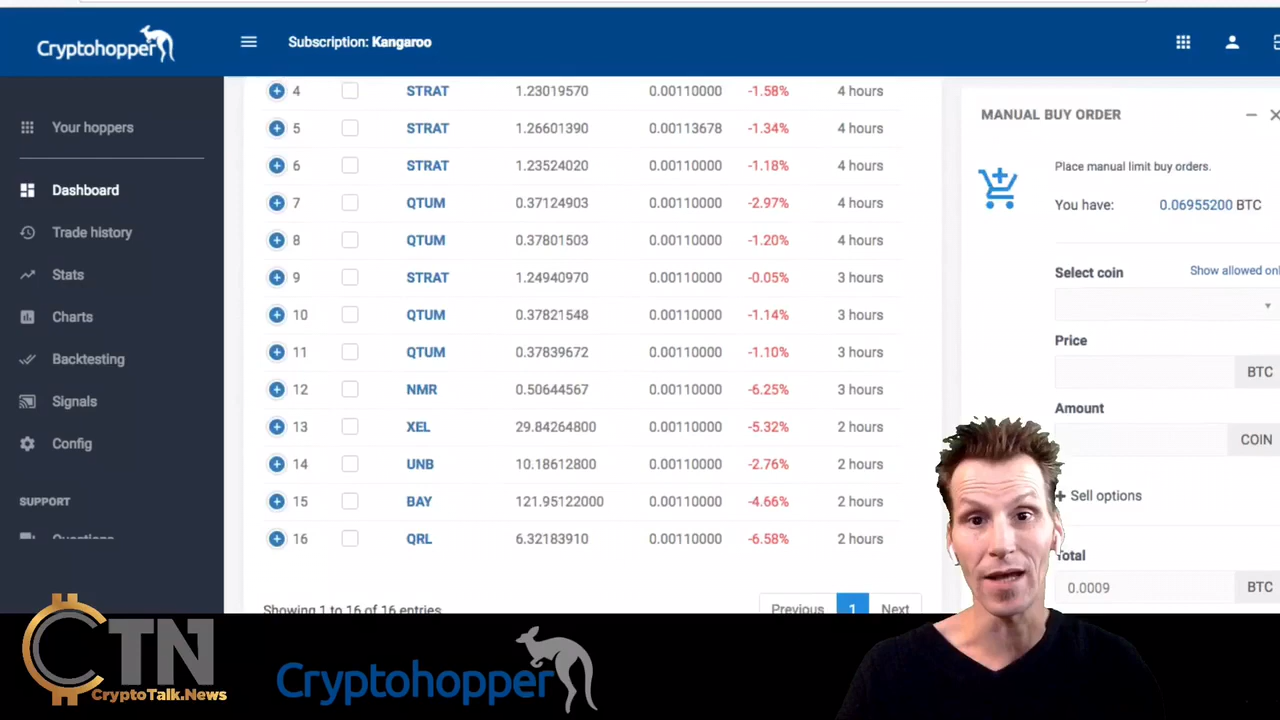 Cryptohopper
Subscription: Kangaroo
Your hoppers
Dashboard
Trade history
Stats
Charts
Backtesting
Signals
Config
SUPPORT
Questions
4 STRAT 1.23019570 0.00110000 -1.58% 4 hours
5 STRAT 1.26601390 0.00113678 -1.34% 4 hours
6 STRAT 1.23524020 0.00110000 -1.18% 4 hours
7 QTUM 0.37124903 0.00110000 -2.97% 4 hours
8 QTUM 0.37801503 0.00110000 -1.20% 4 hours
9 STRAT 1.24940970 0.00110000 -0.05% 3 hours
10 QTUM 0.37821548 0.00110000 -1.14% 3 hours
11 QTUM 0.37839672 0.00110000 -1.10% 3 hours
12 NMR 0.50644567 0.00110000 -6.25% 3 hours
13 XEL 29.84264800 0.00110000 -5.32% 2 hours
14 UNB 10.18612800 0.00110000 -2.76% 2 hours
15 BAY 121.95122000 0.00110000 -4.66% 2 hours
16 QRL 6.32183910 0.00110000 -6.58% 2 hours
Showing 1 to 16 of 16 entries
Previous 1 Next
MANUAL BUY ORDER
Place manual limit buy orders.
You have: 0.06955200 BTC
Select coin Show allowed onl
Price
BTC
Amount
COIN
Sell options
Total
0.0009 BTC
CTN
CryptoTalk.News
Cryptohopper